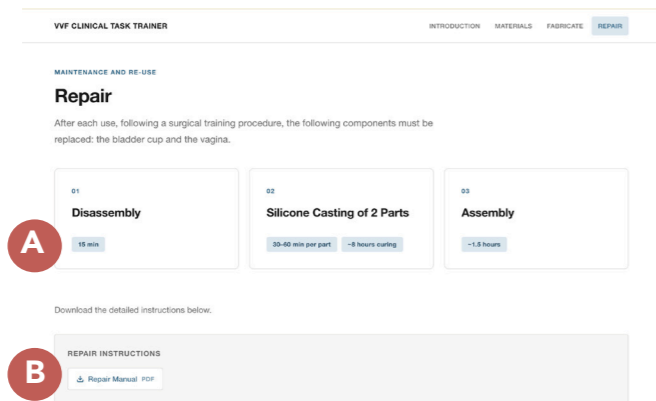 VVF CLINICAL TASK TRAINER
INTRODUCTION MATERIALS FABRICATE REPAIR
MAINTENANCE AND RE-USE
Repair
After each use, following a surgical training procedure, the following components must be
replaced: the bladder cup and the vagina.
01
Disassembly
15 min
02
Silicone Casting of 2 Parts
30–60 min per part ~8 hours curing
03
Assembly
~1.5 hours
A
Download the detailed instructions below.
REPAIR INSTRUCTIONS
Repair Manual PDF
B